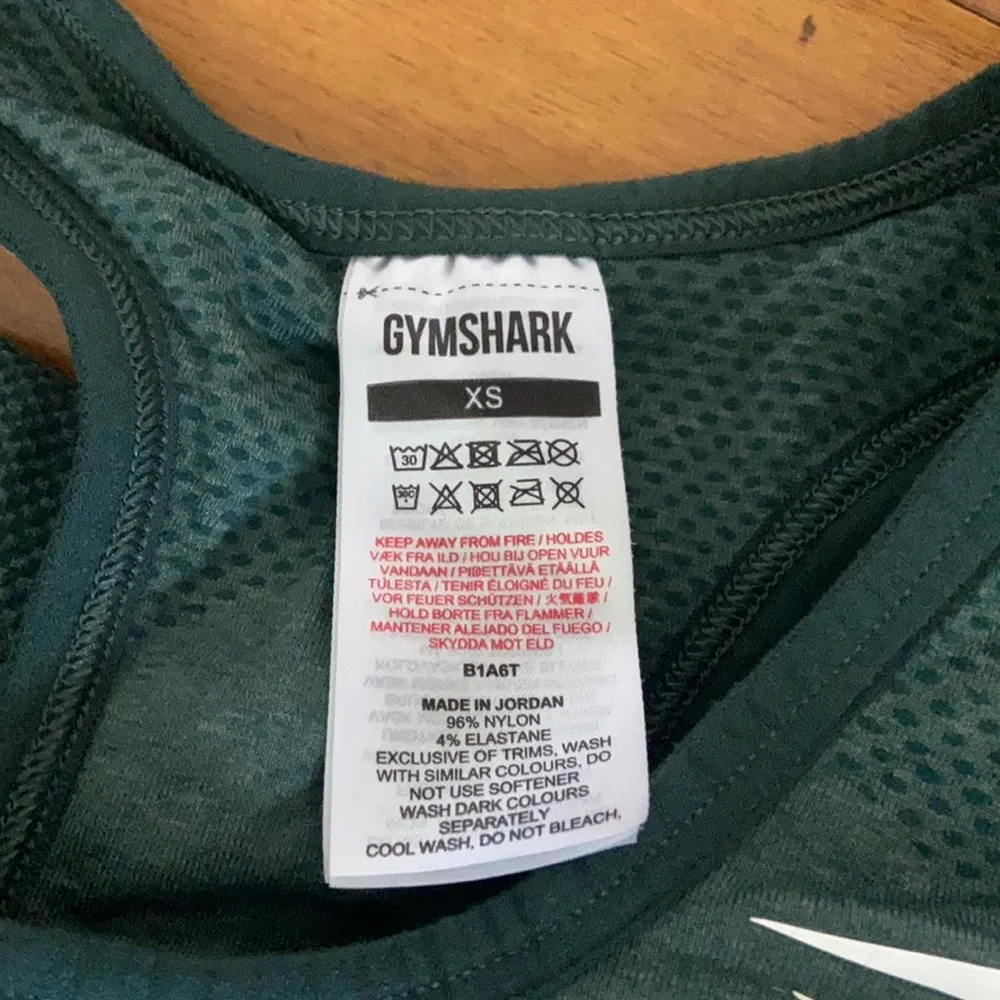 GYMSHARK
XS
30
30C
KEEP AWAY FROM FIRE / HOLDES
VÆK FRA ILD / HOU BIJ OPEN VUUR
VANDAAN / PIDETTÄVÄ ETÄÄLLÄ
TULESTA / TENIR ÉLOIGNÉ DU FEU /
VOR FEUER SCHÜTZEN / 火気厳禁 /
HOLD BORTE FRA FLAMMER /
MANTENER ALEJADO DEL FUEGO /
SKYDDA MOT ELD
B1A6T
MADE IN JORDAN
96% NYLON
4% ELASTANE
EXCLUSIVE OF TRIMS, WASH
WITH SIMILAR COLOURS, DO
NOT USE SOFTENER
WASH DARK COLOURS
SEPARATELY
COOL WASH, DO NOT BLEACH,